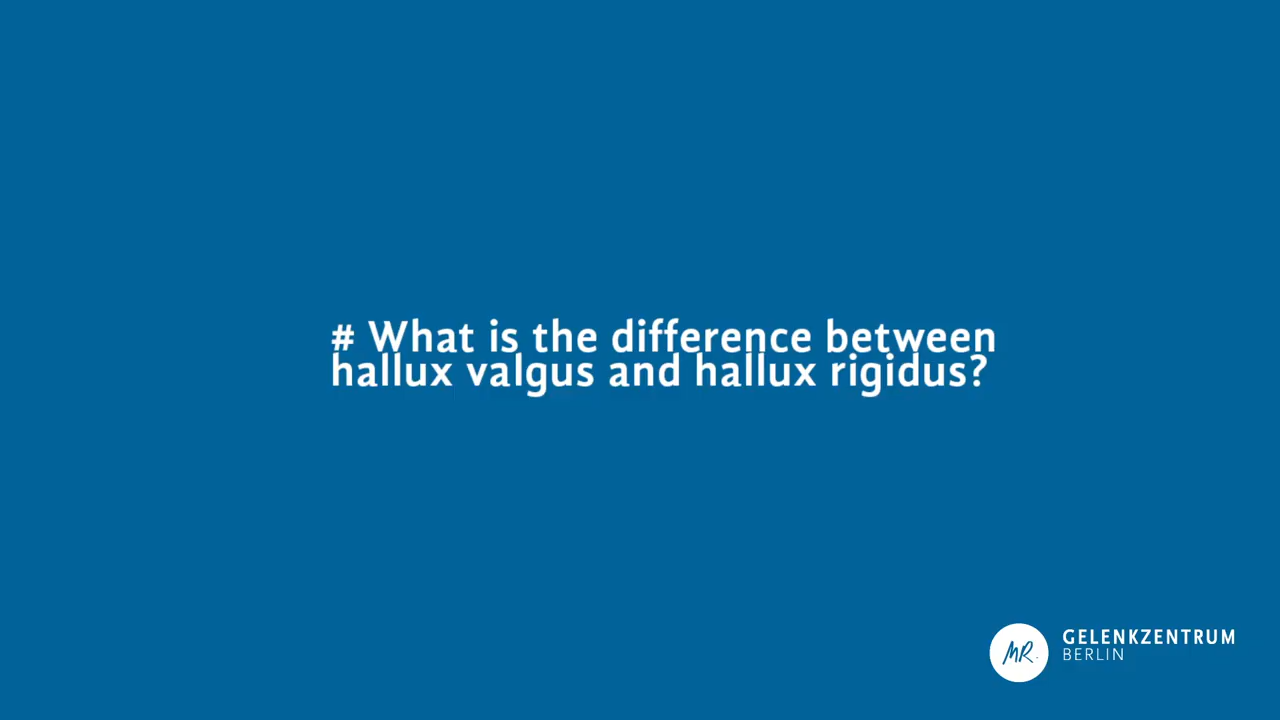 # What is the difference between
hallux valgus and hallux rigidus?
MR.
GELENKZENTRUM
BERLIN